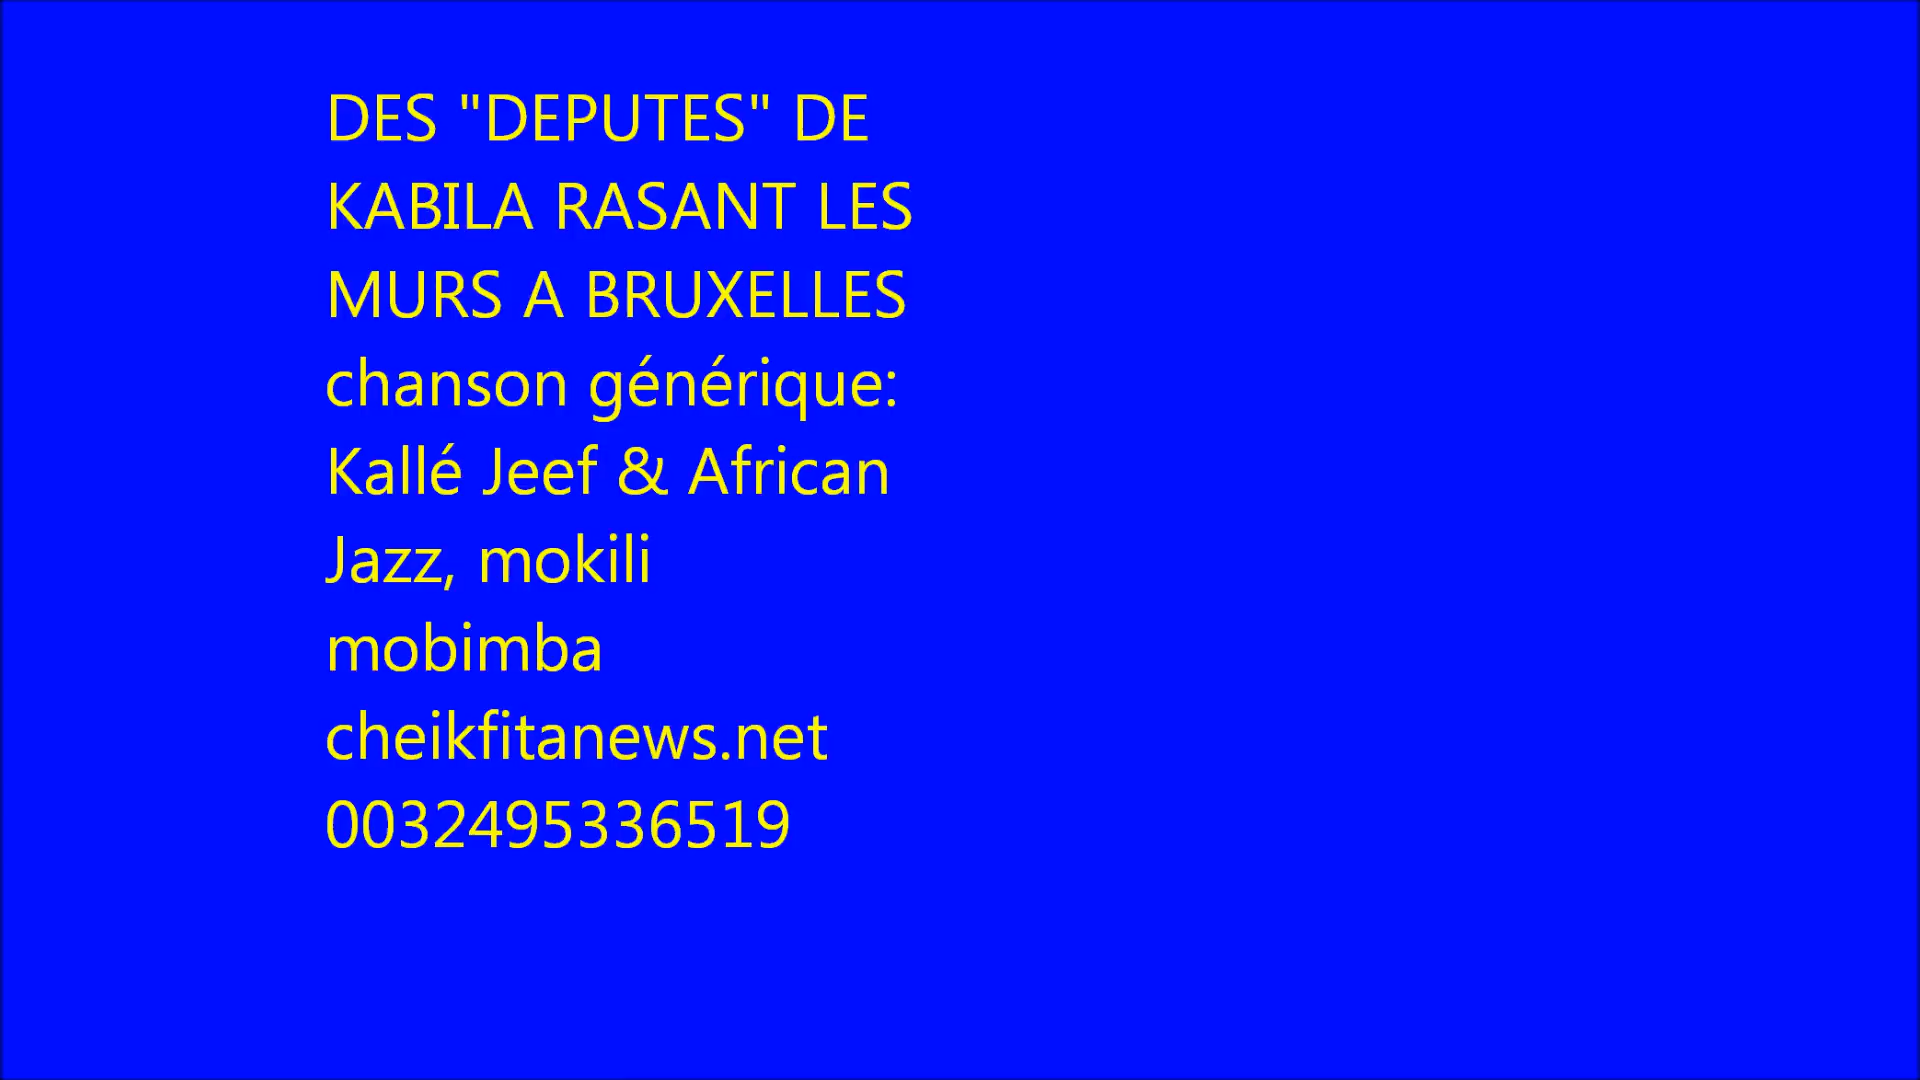 DES "DEPUTES" DE
KABILA RASANT LES
MURS A BRUXELLES
chanson générique:
Kallé Jeef & African
Jazz, mokili
mobimba
cheikfitanews.net
0032495336519